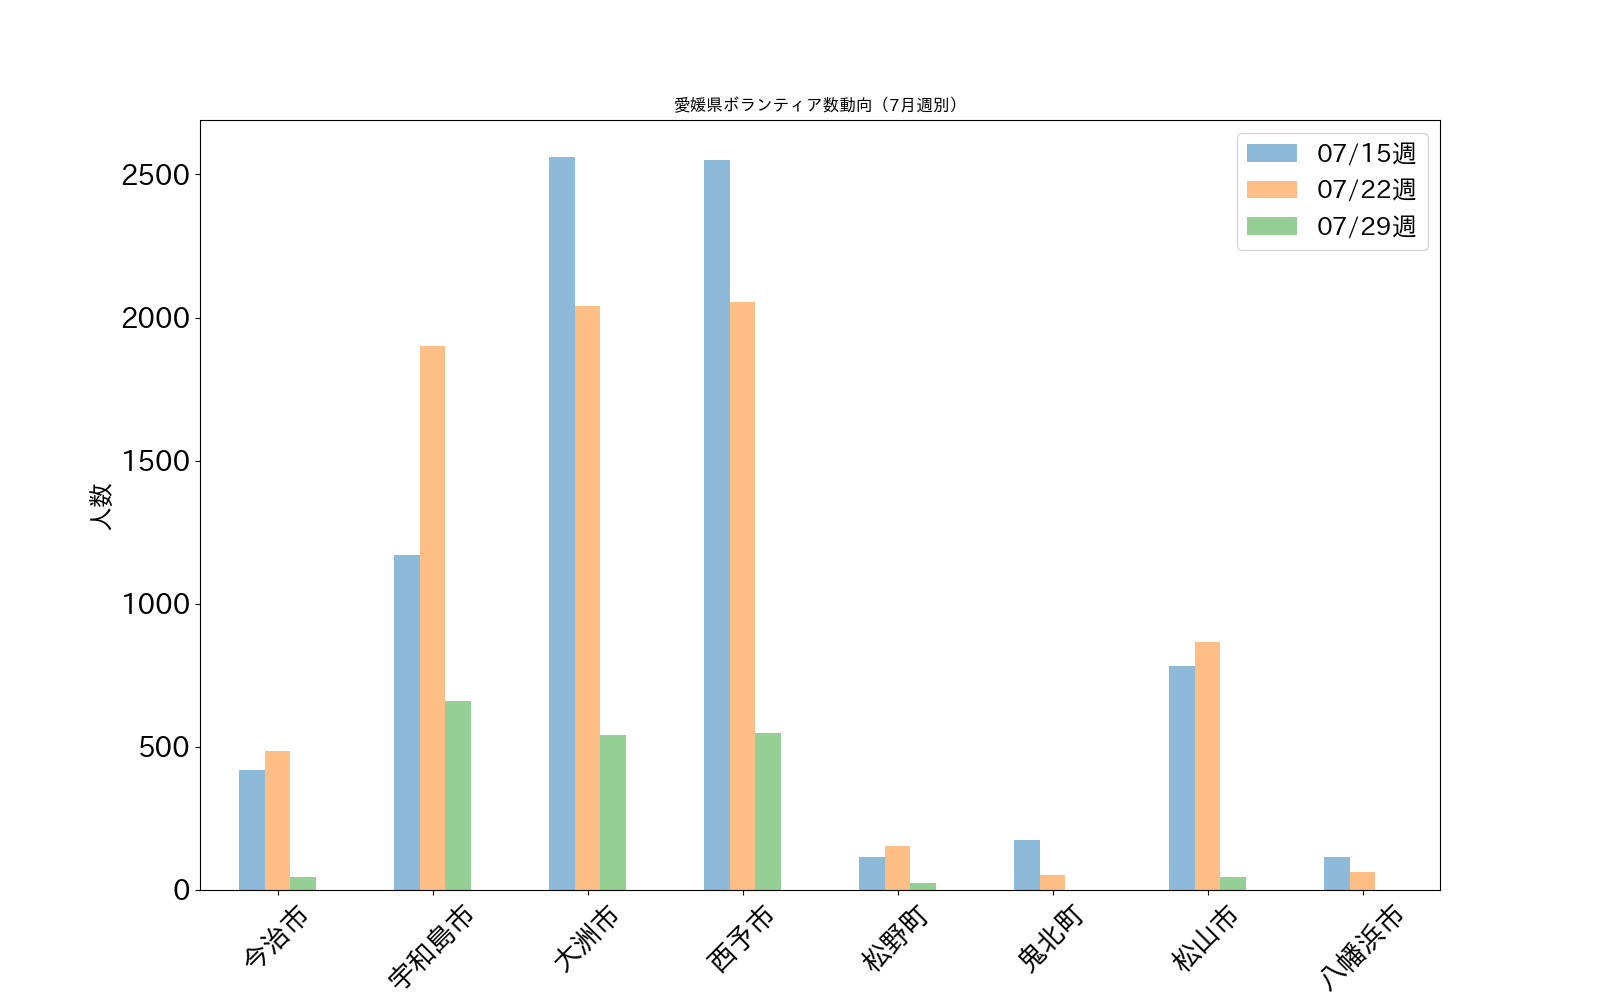 愛媛県ボランティア数動向（7月週別）
07/15週
07/22週
07/29週
人数
2500
2000
1500
1000
500
0
今治市
宇和島市
大洲市
西予市
松野町
鬼北町
松山市
八幡浜市